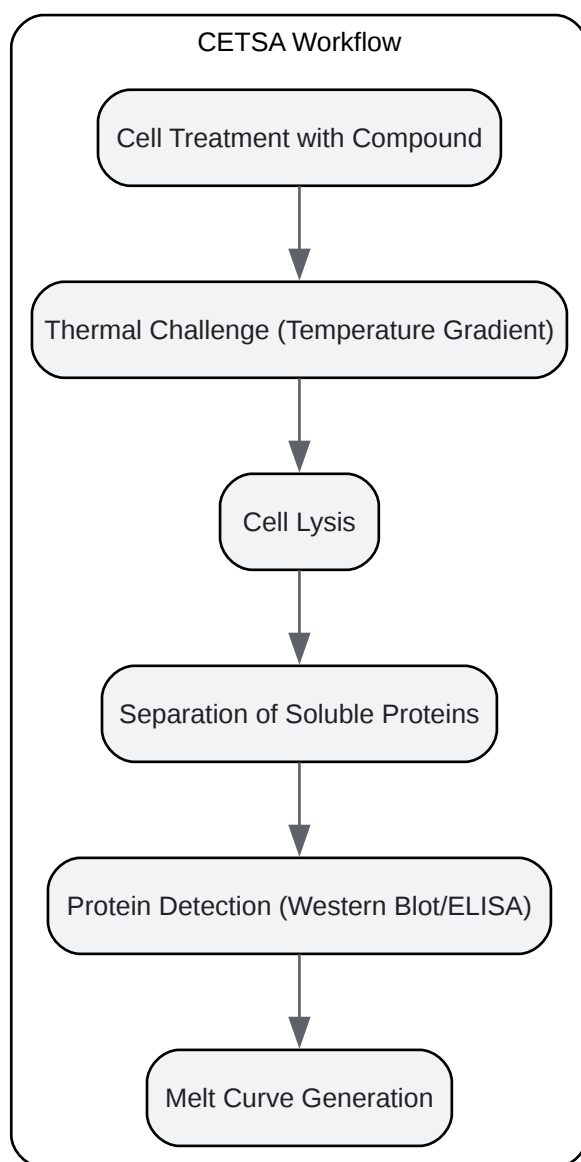 CETSA Workflow
Cell Treatment with Compound
Thermal Challenge (Temperature Gradient)
Cell Lysis
Separation of Soluble Proteins
Protein Detection (Western Blot/ELISA)
Melt Curve Generation